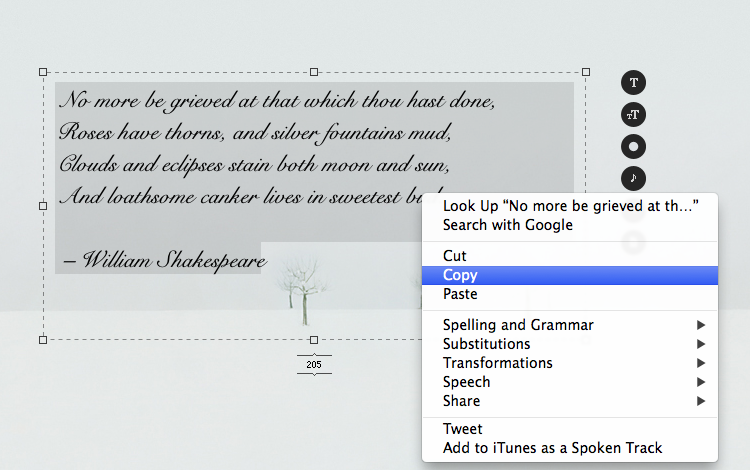 No more be grieved at that which thou hast done,
Roses have thorns, and silver fountains mud,
Clouds and eclipses stain both moon and sun,
And loathsome canker lives in sweetest
– William Shakespeare
205
T
TT
Look Up “No more be grieved at th...”
Search with Google
Cut
Copy
Paste
Spelling and Grammar
Substitutions
Transformations
Speech
Share
Tweet
Add to iTunes as a Spoken Track